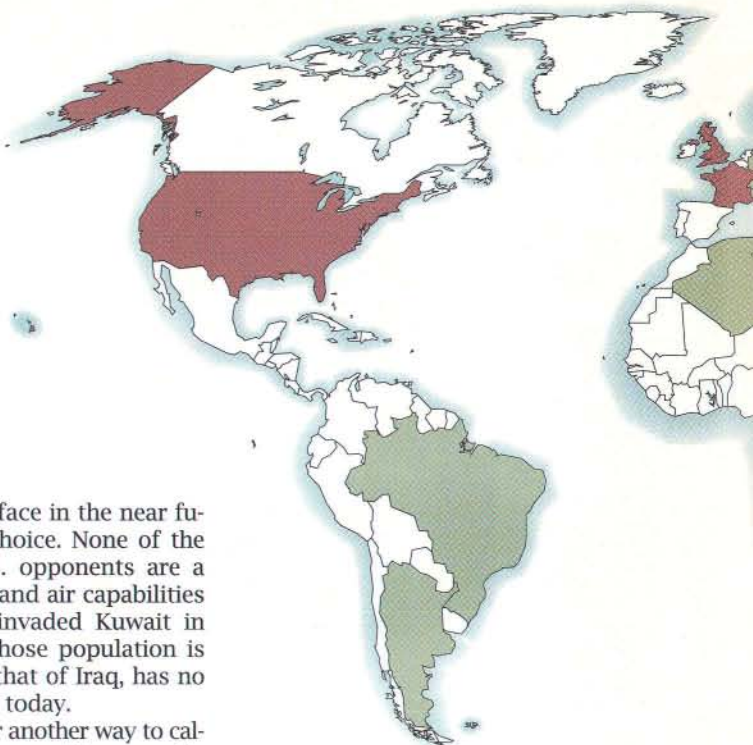 face in the near fu-
hoice. None of the
. opponents are a
and air capabilities
invaded Kuwait in
hose population is
that of Iraq, has no
today.
r another way to cal-